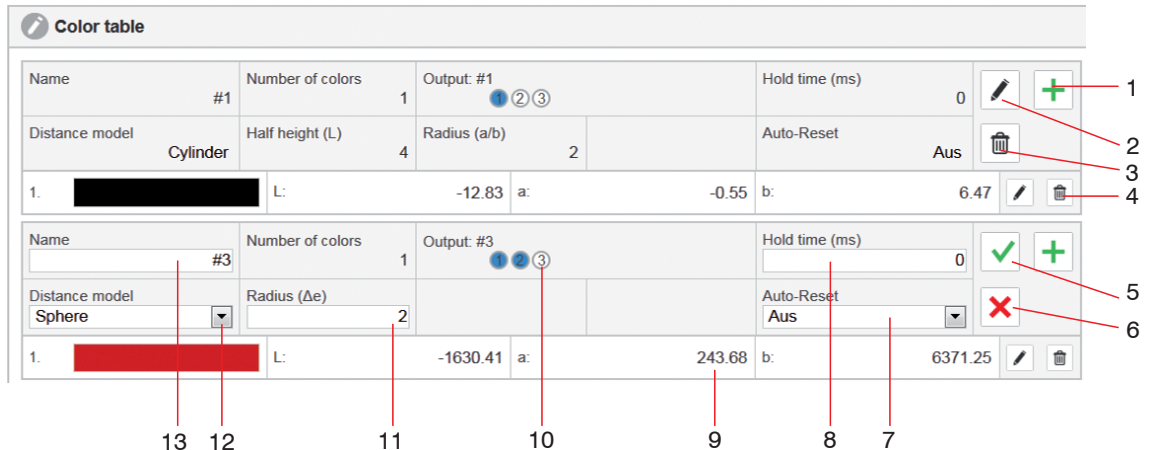 Color table
Name Number of colors Output: #1 Hold time (ms)
#1 1 1 2 3 0
1
Distance model Half height (L) Radius (a/b) Auto-Reset
2
Cylinder 4 2 Aus
3
1. L: -12.83 a: -0.55 b: 6.47
4
Name Number of colors Output: #3 Hold time (ms)
#3 1 1 2 3 0
5
Distance model Radius (Δe) Auto-Reset
Sphere 2 Aus
6
1. L: -1630.41 a: 243.68 b: 6371.25
13 12 11 10 9 8 7